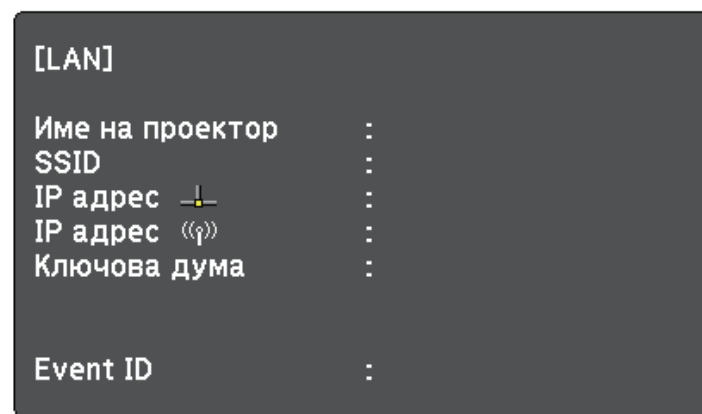 [LAN]
Име на проектор :
SSID :
IP адрес :
IP адрес :
Ключова дума :
Event ID :